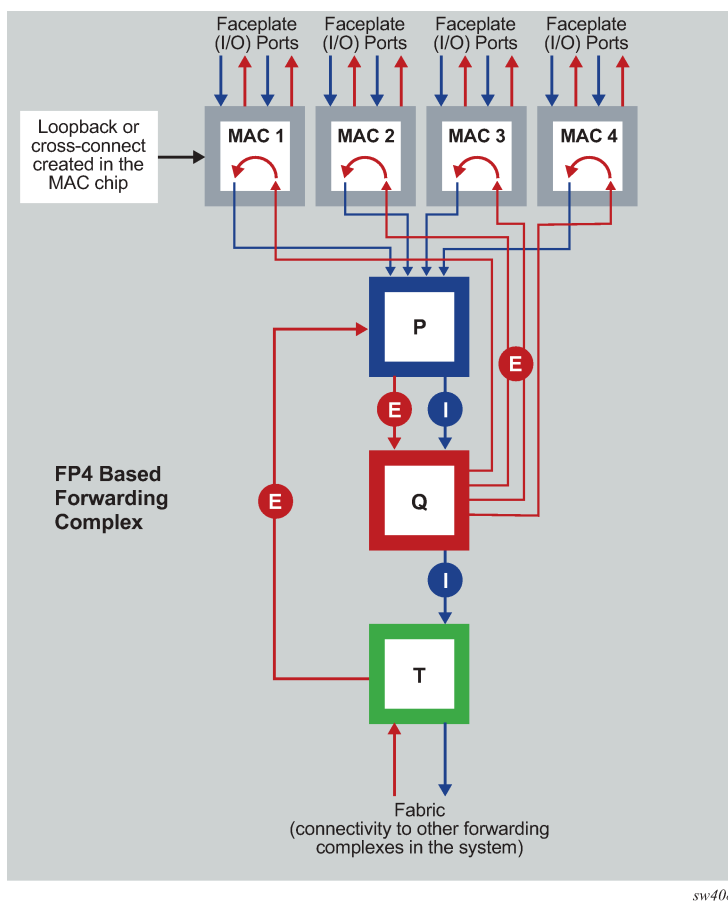 Faceplate
(I/O) Ports
Faceplate
(I/O) Ports
Faceplate
(I/O) Ports
Faceplate
(I/O) Ports
Loopback or
cross-connect
created in the
MAC chip
MAC 1
MAC 2
MAC 3
MAC 4
P
E
E
I
FP4 Based
Forwarding
Complex
E
Q
I
T
Fabric
(connectivity to other forwarding
complexes in the system)